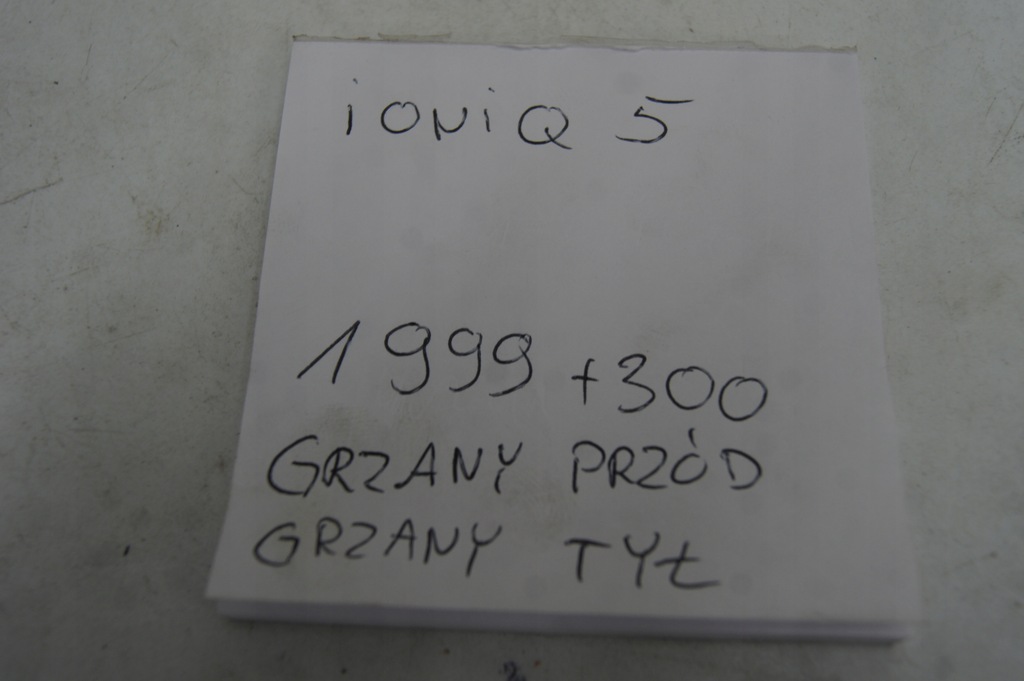 iONiQ 5
1999 +300
GRZANY PRZÓD
GRZANY TYŁ